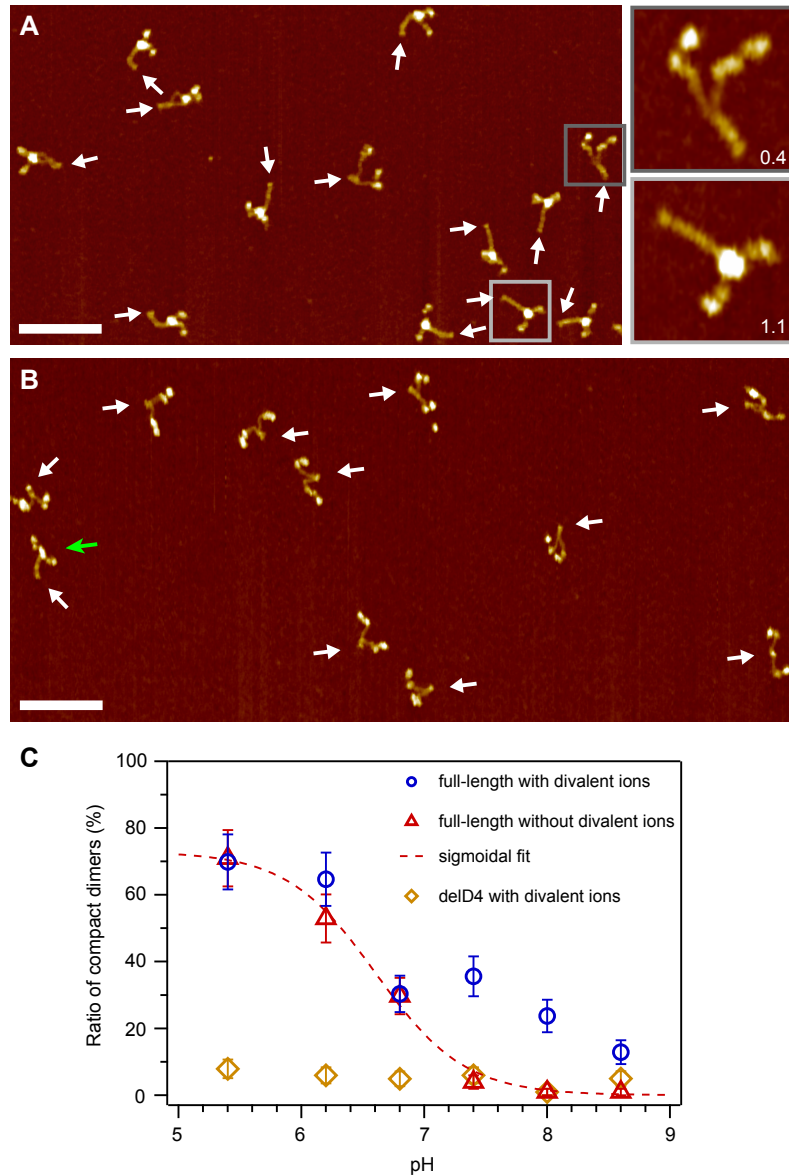 A
0.4
1.1
B
C
100
80
60
40
20
0
Ratio of compact dimers (%)
full-length with divalent ions
full-length without divalent ions
sigmoidal fit
delD4 with divalent ions
5
6
7
8
9
pH